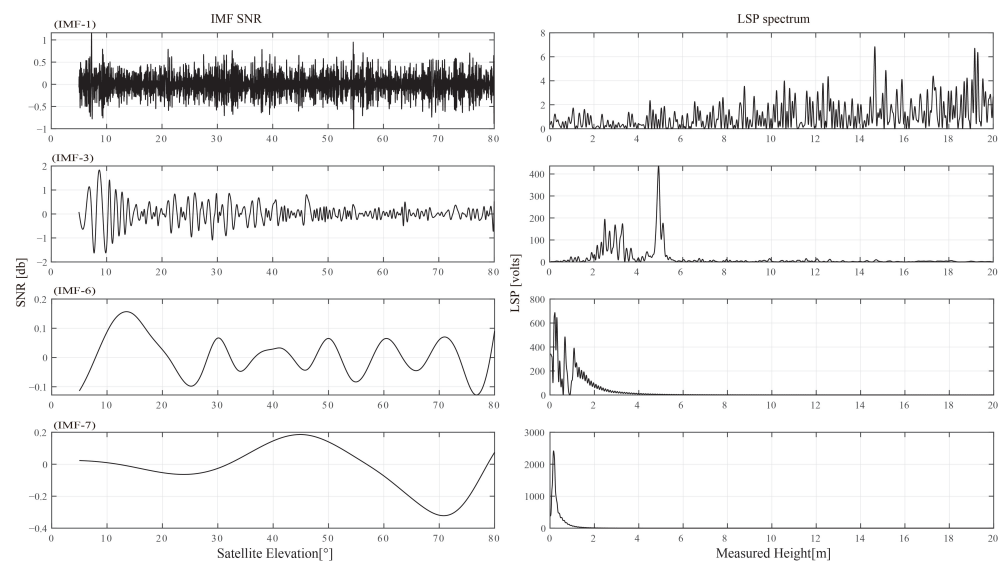 IMF SNR
LSP spectrum
(IMF-1)
1
0.5
0
−0.5
−1
0 10 20 30 40 50 60 70 80
8
6
4
2
0
0 2 4 6 8 10 12 14 16 18 20
(IMF-3)
2
1
0
−1
−2
0 10 20 30 40 50 60 70 80
400
300
200
100
0
0 2 4 6 8 10 12 14 16 18 20
SNR [db]
LSP [volts]
(IMF-6)
0.2
0.1
0
−0.1
0 10 20 30 40 50 60 70 80
800
600
400
200
0
0 2 4 6 8 10 12 14 16 18 20
(IMF-7)
0.2
0
−0.2
−0.4
0 10 20 30 40 50 60 70 80
3000
2000
1000
0
0 2 4 6 8 10 12 14 16 18 20
Satellite Elevation[°]
Measured Height[m]